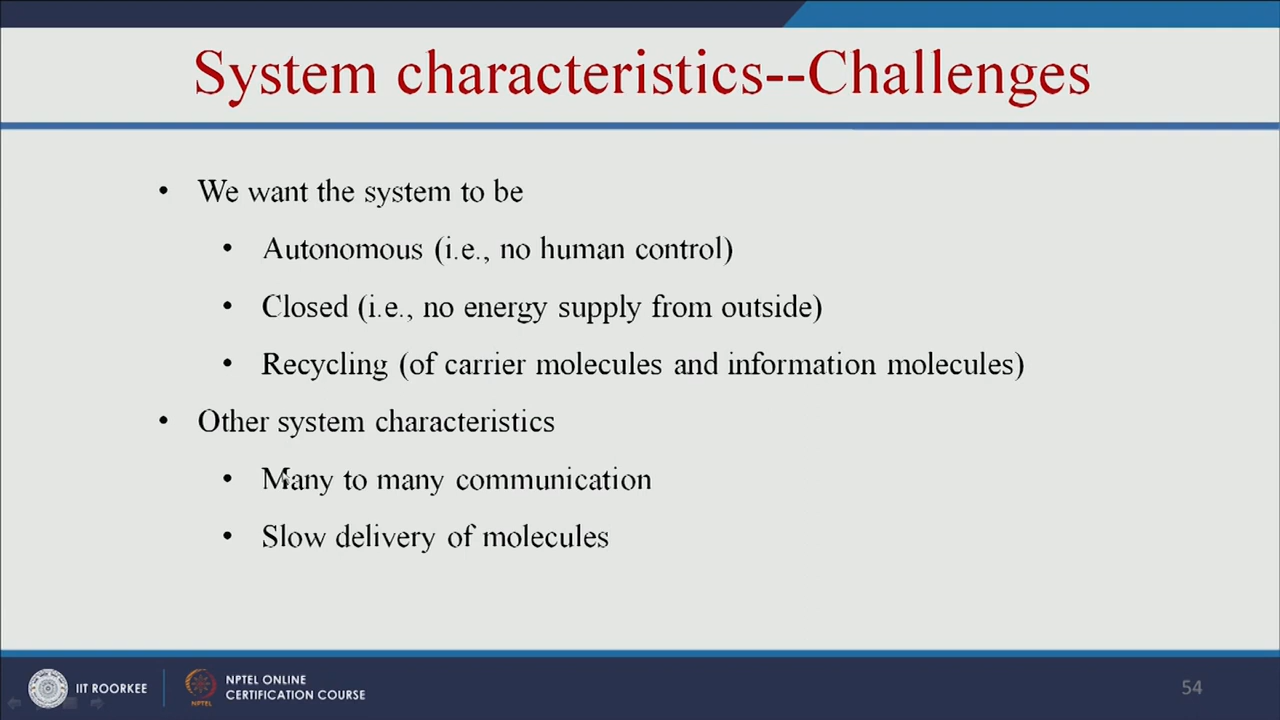 System characteristics--Challenges
• We want the system to be
• Autonomous (i.e., no human control)
• Closed (i.e., no energy supply from outside)
• Recycling (of carrier molecules and information molecules)
• Other system characteristics
• Many to many communication
• Slow delivery of molecules
IIT ROORKEE
NPTEL
NPTEL ONLINE
CERTIFICATION COURSE
54